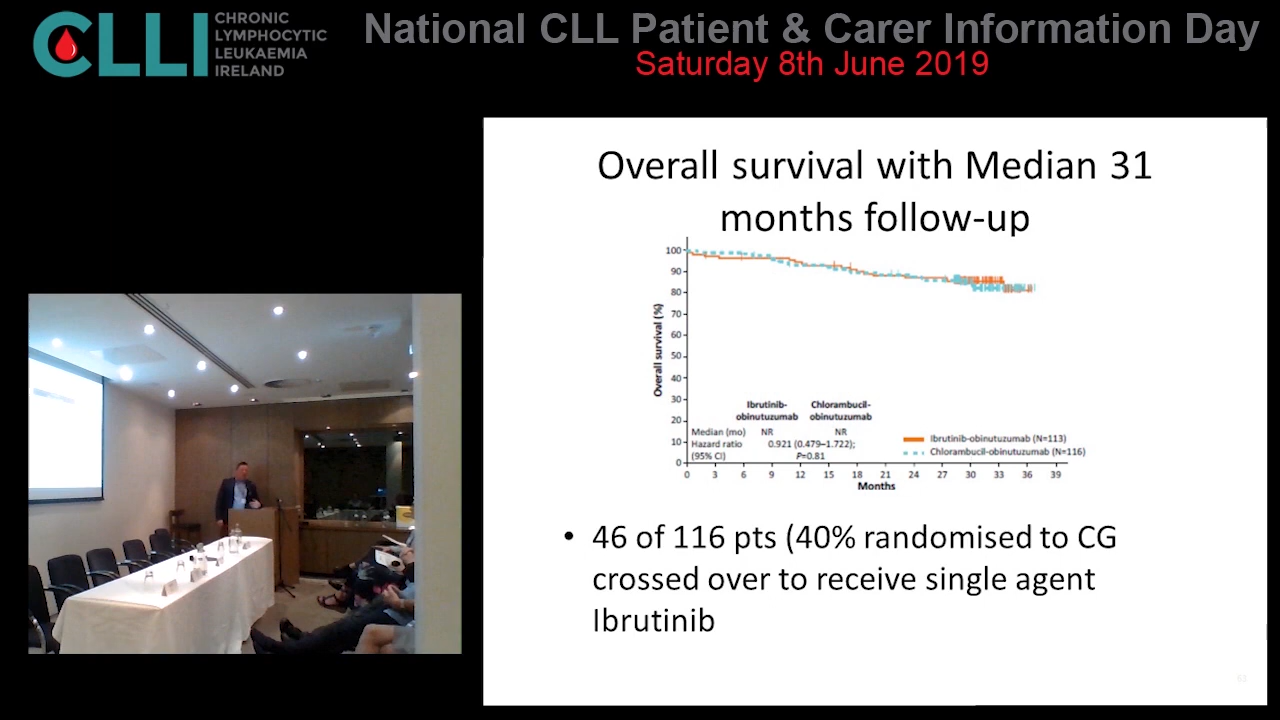 CLLI
CHRONIC
LYMPHOCYTIC
LEUKAEMIA
IRELAND
National CLL Patient & Carer Information Day
Saturday 8th June 2019
Overall survival with Median 31
months follow-up
Overall survival (%)
100
90
80
70
60
50
40
30
20
10
0
Ibrutinib-
obinutuzumab
Chlorambucil-
obinutuzumab
Median (mo) NR NR
Hazard ratio 0.921 (0.479–1.722);
(95% CI) P=0.81
Ibrutinib-obinutuzumab (N=113)
Chlorambucil-obinutuzumab (N=116)
0 3 6 9 12 15 18 21 24 27 30 33 36 39
Months
• 46 of 116 pts (40% randomised to CG
crossed over to receive single agent
Ibrutinib
63